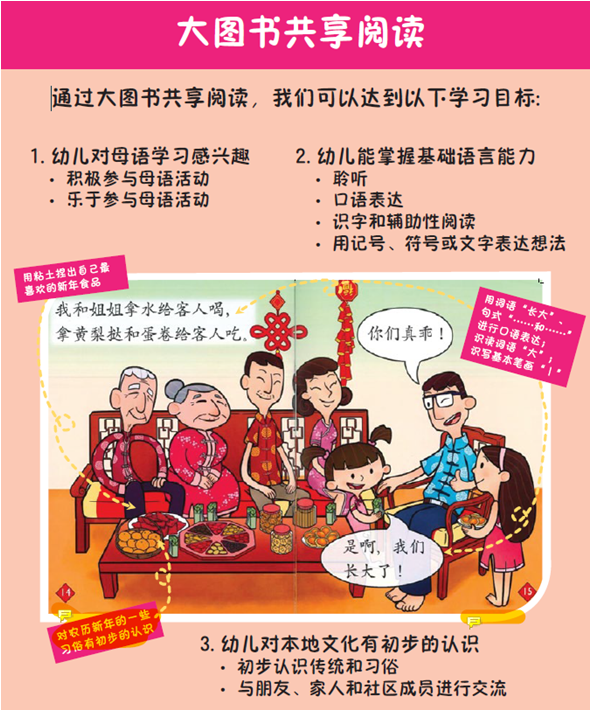 大图书共享阅读
通过大图书共享阅读，我们可以达到以下学习目标：
1. 幼儿对母语学习感兴趣
• 积极参与母语活动
• 乐于参与母语活动
2. 幼儿能掌握基础语言能力
• 聆听
• 口语表达
• 识字和辅助性阅读
• 用记号、符号或文字表达想法
用粘土捏出自己最
喜欢的新年食品
我和姐姐拿水给客人喝，
拿黄梨挞和蛋卷给客人吃。
你们真乖！
用词语“长大”、
句式“……和……”
进行口语表达；
识读词语“大”；
识写基本笔画“丨”
是啊，我们
长大了！
14
15
对农历新年的一些
习俗有初步的认识
3. 幼儿对本地文化有初步的认识
• 初步认识传统和习俗
• 与朋友、家人和社区成员进行交流